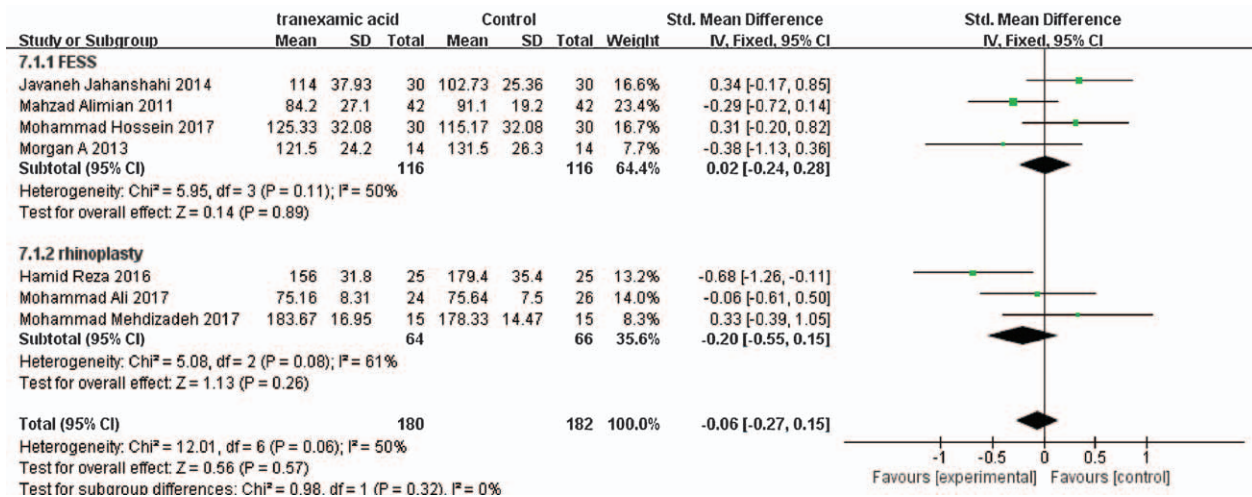 tranexamic acid Control Std. Mean Difference Std. Mean Difference
Study or Subgroup Mean SD Total Mean SD Total Weight IV, Fixed, 95% CI IV, Fixed, 95% CI
7.1.1 FESS
Javaneh Jahanshahi 2014 114 37.93 30 102.73 25.36 30 16.6% 0.34 [-0.17, 0.85]
Mahzad Alimian 2011 84.2 27.1 42 91.1 19.2 42 23.4% -0.29 [-0.72, 0.14]
Mohammad Hossein 2017 125.33 32.08 30 115.17 32.08 30 16.7% 0.31 [-0.20, 0.82]
Morgan A 2013 121.5 24.2 14 131.5 26.3 14 7.7% -0.38 [-1.13, 0.36]
Subtotal (95% CI) 116 116 64.4% 0.02 [-0.24, 0.28]
Heterogeneity: Chi² = 5.95, df = 3 (P = 0.11); I² = 50%
Test for overall effect: Z = 0.14 (P = 0.89)
7.1.2 rhinoplasty
Hamid Reza 2016 156 31.8 25 179.4 35.4 25 13.2% -0.68 [-1.26, -0.11]
Mohammad Ali 2017 75.16 8.31 24 75.64 7.5 26 14.0% -0.06 [-0.61, 0.50]
Mohammad Mehdizadeh 2017 183.67 16.95 15 178.33 14.47 15 8.3% 0.33 [-0.39, 1.05]
Subtotal (95% CI) 64 66 35.6% -0.20 [-0.55, 0.15]
Heterogeneity: Chi² = 5.08, df = 2 (P = 0.08); I² = 61%
Test for overall effect: Z = 1.13 (P = 0.26)
Total (95% CI) 180 182 100.0% -0.06 [-0.27, 0.15]
Heterogeneity: Chi² = 12.01, df = 6 (P = 0.06); I² = 50%
Test for overall effect: Z = 0.56 (P = 0.57)
Test for subgroup differences: Chi² = 0.98, df = 1 (P = 0.32), I² = 0%
-1 -0.5 0 0.5 1
Favours [experimental] Favours [control]